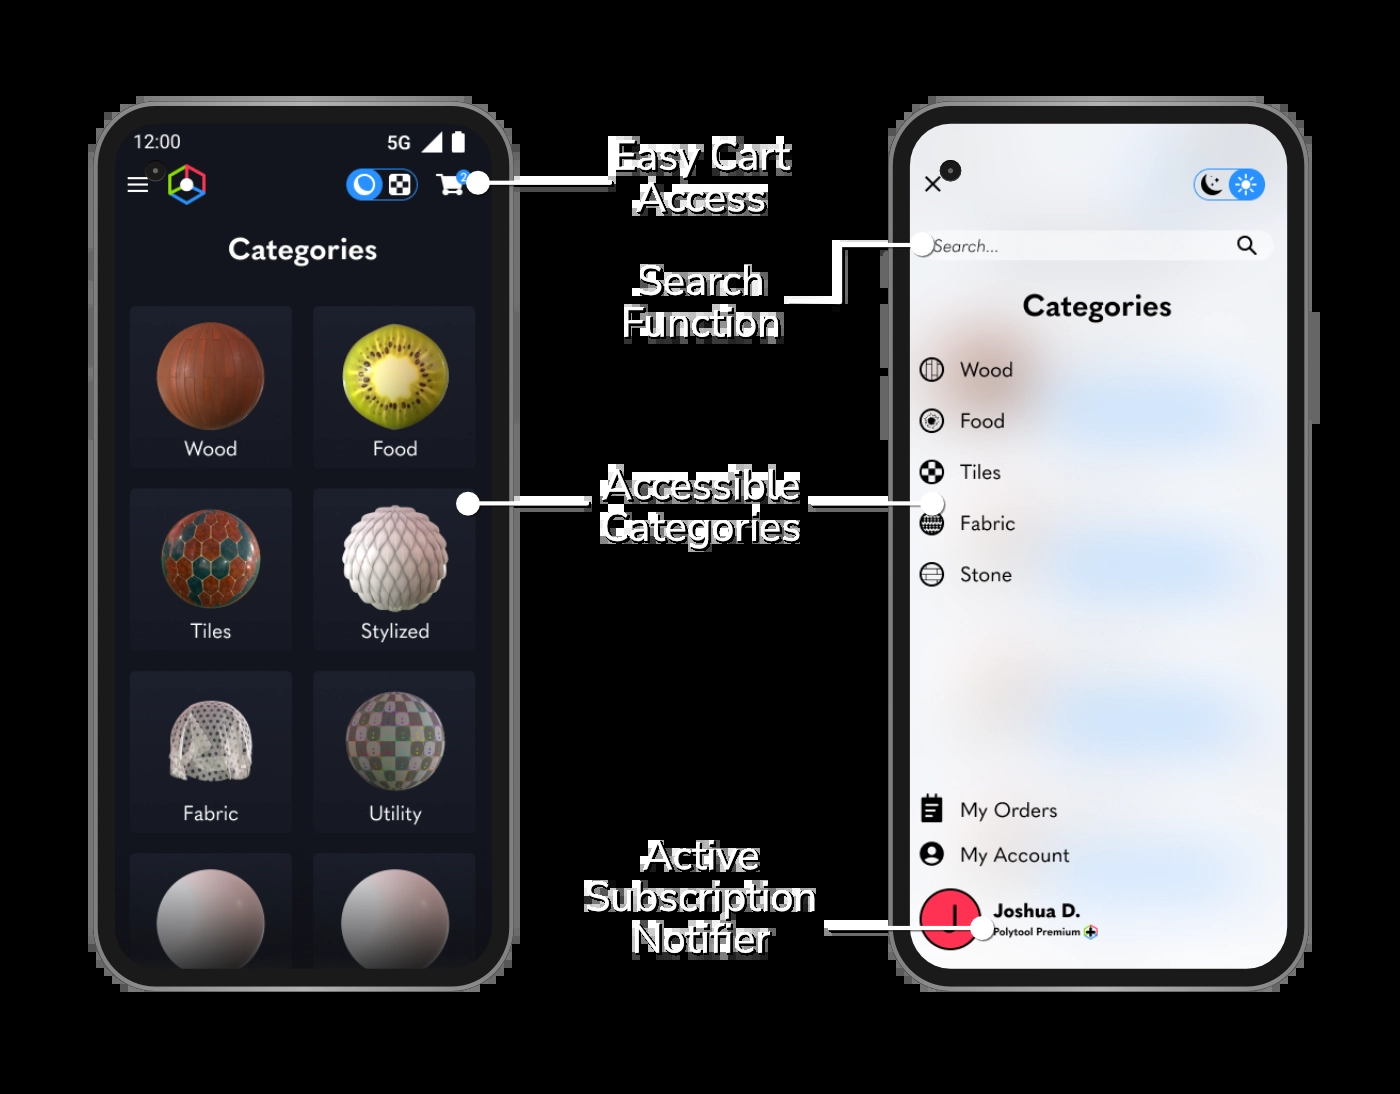 12:00
5G
2
Categories
Wood
Food
Tiles
Stylized
Fabric
Utility
Easy Cart
Access
Search
Function
Accessible
Categories
Active
Subscription
Notifier
Search...
Categories
Wood
Food
Tiles
Fabric
Stone
My Orders
My Account
J
Joshua D.
Polytool Premium